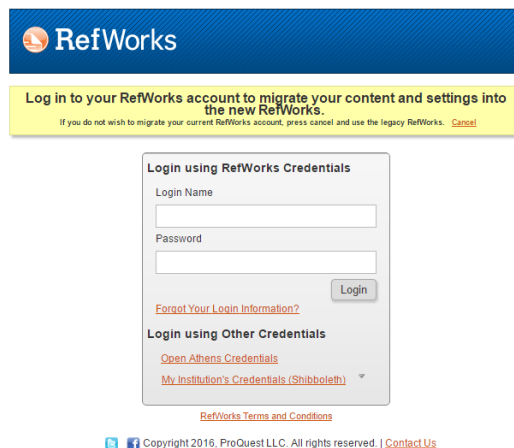 RefWorks
Log in to your RefWorks account to migrate your content and settings into
the new RefWorks.
If you do not wish to migrate your current RefWorks account, press cancel and use the legacy RefWorks. Cancel
Login using RefWorks Credentials
Login Name
Password
Login
Forgot Your Login Information?
Login using Other Credentials
Open Athens Credentials
My Institution's Credentials (Shibboleth)
RefWorks Terms and Conditions
Copyright 2016, ProQuest LLC. All rights reserved. | Contact Us